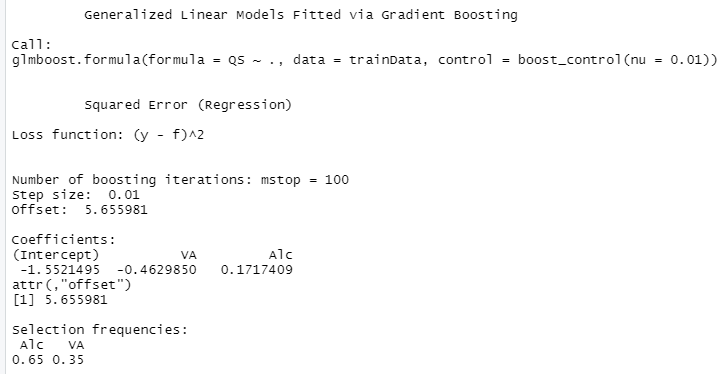 Generalized Linear Models Fitted via Gradient Boosting
Call:
glmboost.formula(formula = QS ~ ., data = trainData, control = boost_control(nu = 0.01))
Squared Error (Regression)
Loss function: (y - f)^2
Number of boosting iterations: mstop = 100
Step size:  0.01
Offset:  5.655981
Coefficients:
(Intercept)          VA         Alc
 -1.5521495  -0.4629850   0.1717409
attr(,"offset")
[1] 5.655981
Selection frequencies:
 Alc   VA
0.65 0.35